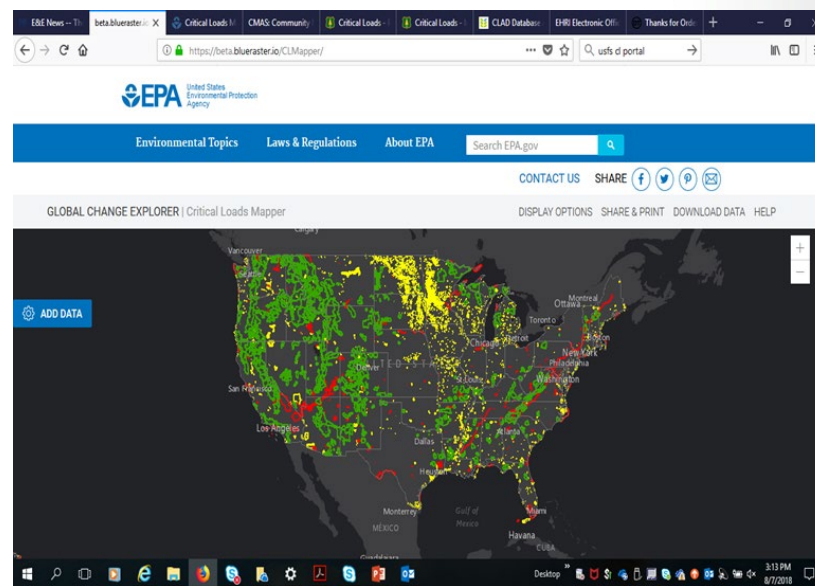 E&E News -- Th
beta.blueraster.io
Critical Loads M
CMAS: Community
Critical Loads -
Critical Loads -
CLAD Database
EHRI Electronic Offic
Thanks for Orde
https://beta.blueraster.io/CLMapper/
usfs cl portal
EPA
United States
Environmental Protection
Agency
Environmental Topics
Laws & Regulations
About EPA
Search EPA.gov
CONTACT US
SHARE
GLOBAL CHANGE EXPLORER | Critical Loads Mapper
DISPLAY OPTIONS
SHARE & PRINT
DOWNLOAD DATA
HELP
ADD DATA
Calgary
Vancouver
Seattle
Montreal
Ottawa
Toronto
Boston
Detroit
Chicago
New York
Philadelphia
Denver
UNITED STATES
St Louis
Washington
San Francisco
Los Angeles
Atlanta
Dallas
Houston
Monterrey
Gulf of
Mexico
Miami
MÉXICO
Havana
CUBA
Guadalajara
Desktop
3:13 PM
8/7/2018